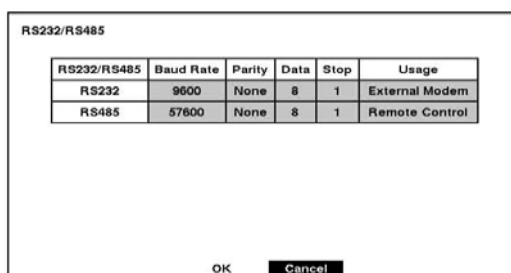 RS232/RS485
RS232/RS485 Baud Rate Parity Data Stop Usage
RS232 9600 None 8 1 External Modem
RS485 57600 None 8 1 Remote Control
OK Cancel